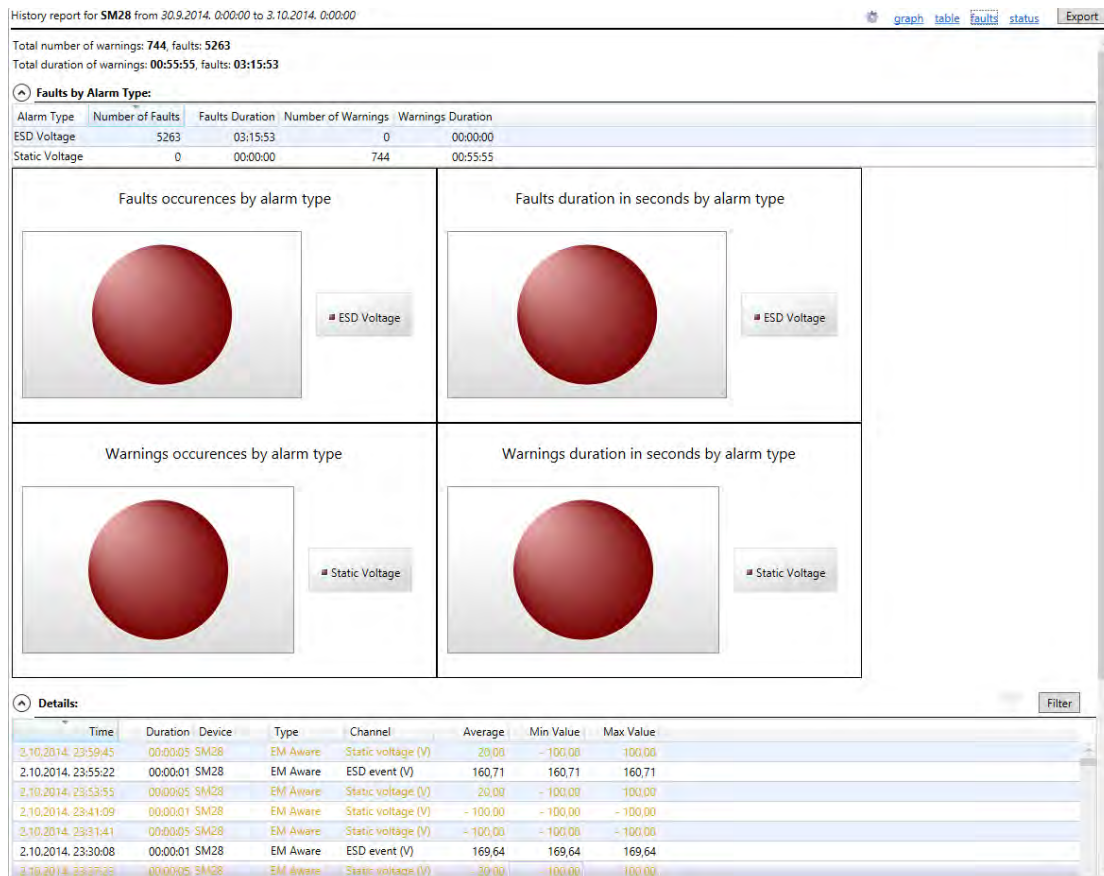 History report for SM28 from 30.9.2014. 0:00:00 to 3.10.2014. 0:00:00 graph table faults status Export
Total number of warnings: 744, faults: 5263
Total duration of warnings: 00:55:55, faults: 03:15:53
Faults by Alarm Type:
Alarm Type Number of Faults Faults Duration Number of Warnings Warnings Duration
ESD Voltage 5263 03:15:53 0 00:00:00
Static Voltage 0 00:00:00 744 00:55:55
Faults occurences by alarm type Faults duration in seconds by alarm type
ESD Voltage ESD Voltage
Warnings occurences by alarm type Warnings duration in seconds by alarm type
Static Voltage Static Voltage
Details: Filter
Time Duration Device Type Channel Average Min Value Max Value
2.10.2014. 23:59:45 00:00:05 SM28 EM Aware Static voltage (V) 20,00 - 100,00 100,00
2.10.2014. 23:55:22 00:00:01 SM28 EM Aware ESD event (V) 160,71 160,71 160,71
2.10.2014. 23:53:55 00:00:05 SM28 EM Aware Static voltage (V) 20,00 - 100,00 100,00
2.10.2014. 23:41:09 00:00:01 SM28 EM Aware Static voltage (V) - 100,00 - 100,00 - 100,00
2.10.2014. 23:31:41 00:00:05 SM28 EM Aware Static voltage (V) - 100,00 - 100,00 - 100,00
2.10.2014. 23:30:08 00:00:01 SM28 EM Aware ESD event (V) 169,64 169,64 169,64
00:00:05 SM28 EM Aware Static voltage (V)